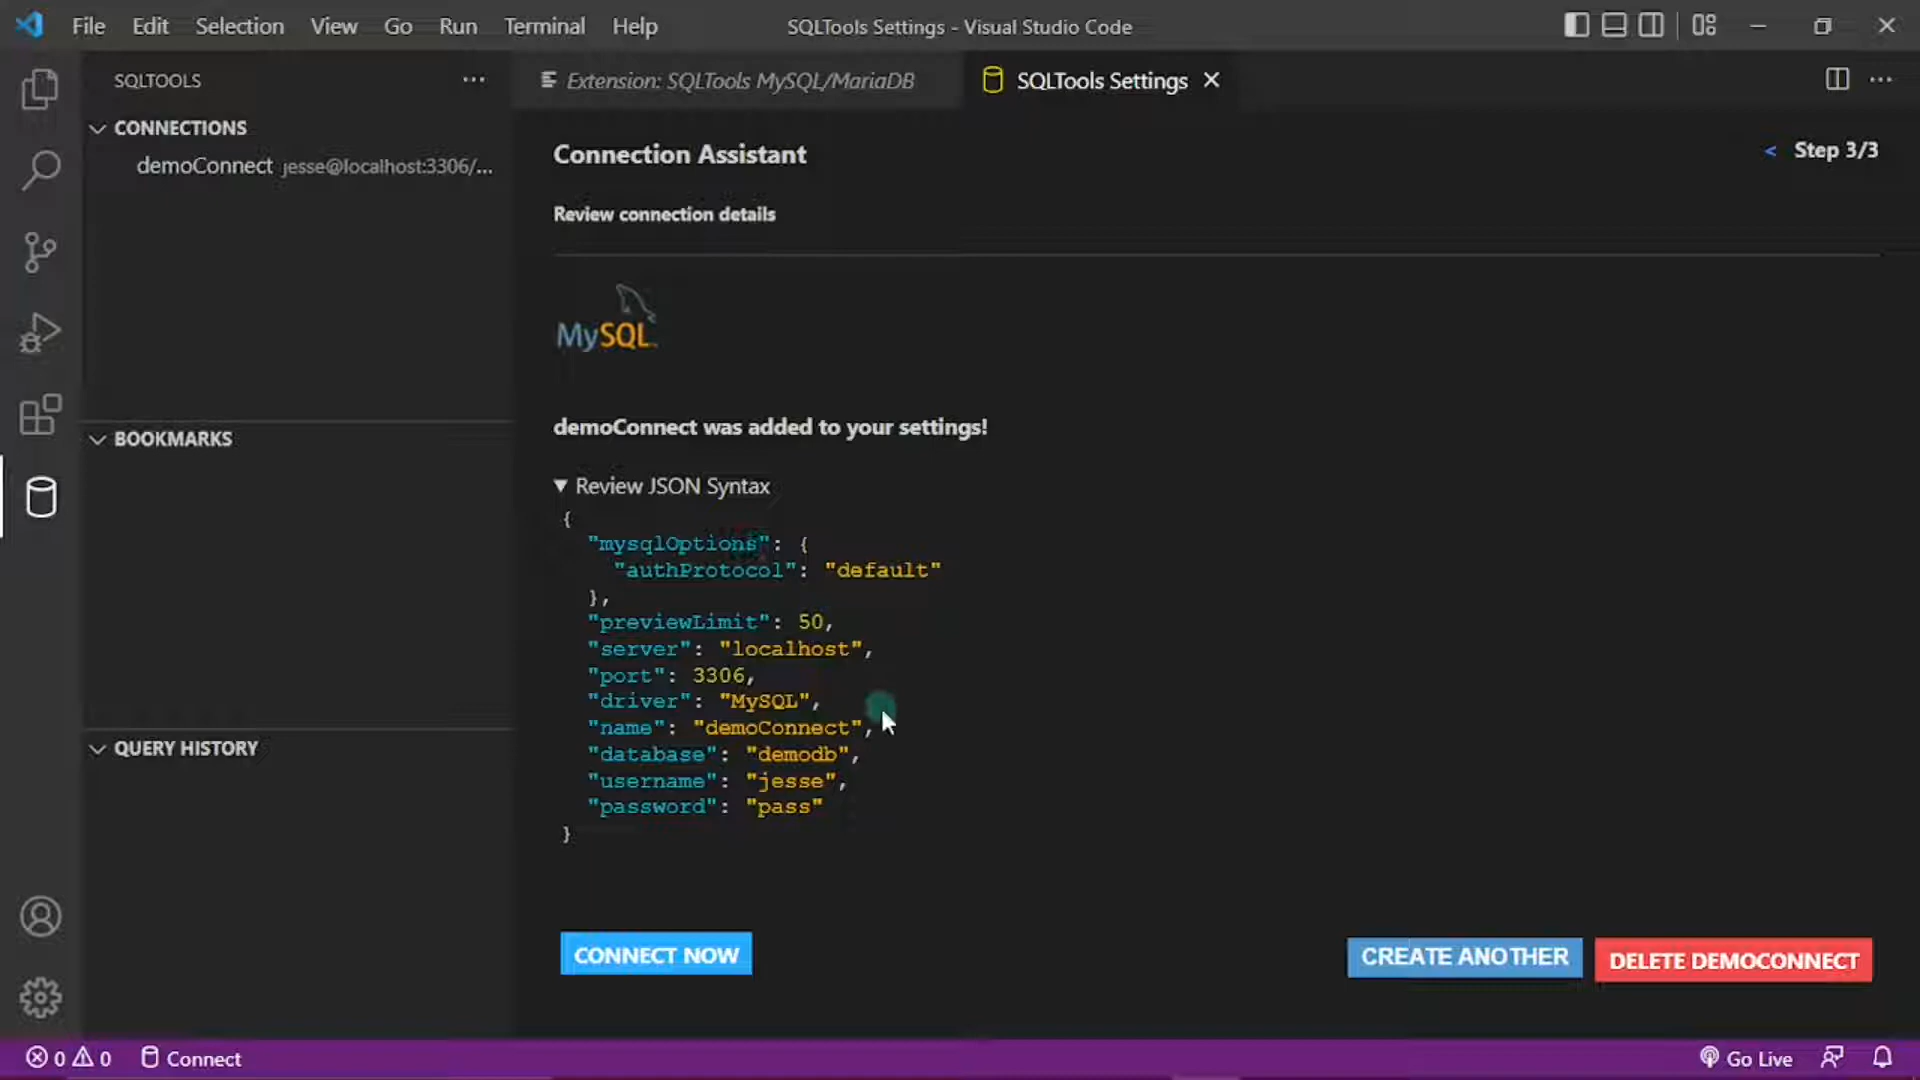 File Edit Selection View Go Run Terminal Help
SQLTools Settings - Visual Studio Code
SQLTOOLS
CONNECTIONS
demoConnect jesse@localhost:3306/...
BOOKMARKS
QUERY HISTORY
Extension: SQLTools MySQL/MariaDB
SQLTools Settings
Connection Assistant
< Step 3/3
Review connection details
MySQL
demoConnect was added to your settings!
Review JSON Syntax
{
"mysqlOptions": {
"authProtocol": "default"
},
"previewLimit": 50,
"server": "localhost",
"port": 3306,
"driver": "MySQL",
"name": "demoConnect",
"database": "demodb",
"username": "jesse",
"password": "pass"
}
CONNECT NOW
CREATE ANOTHER
DELETE DEMOCONNECT
0 0 Connect
Go Live